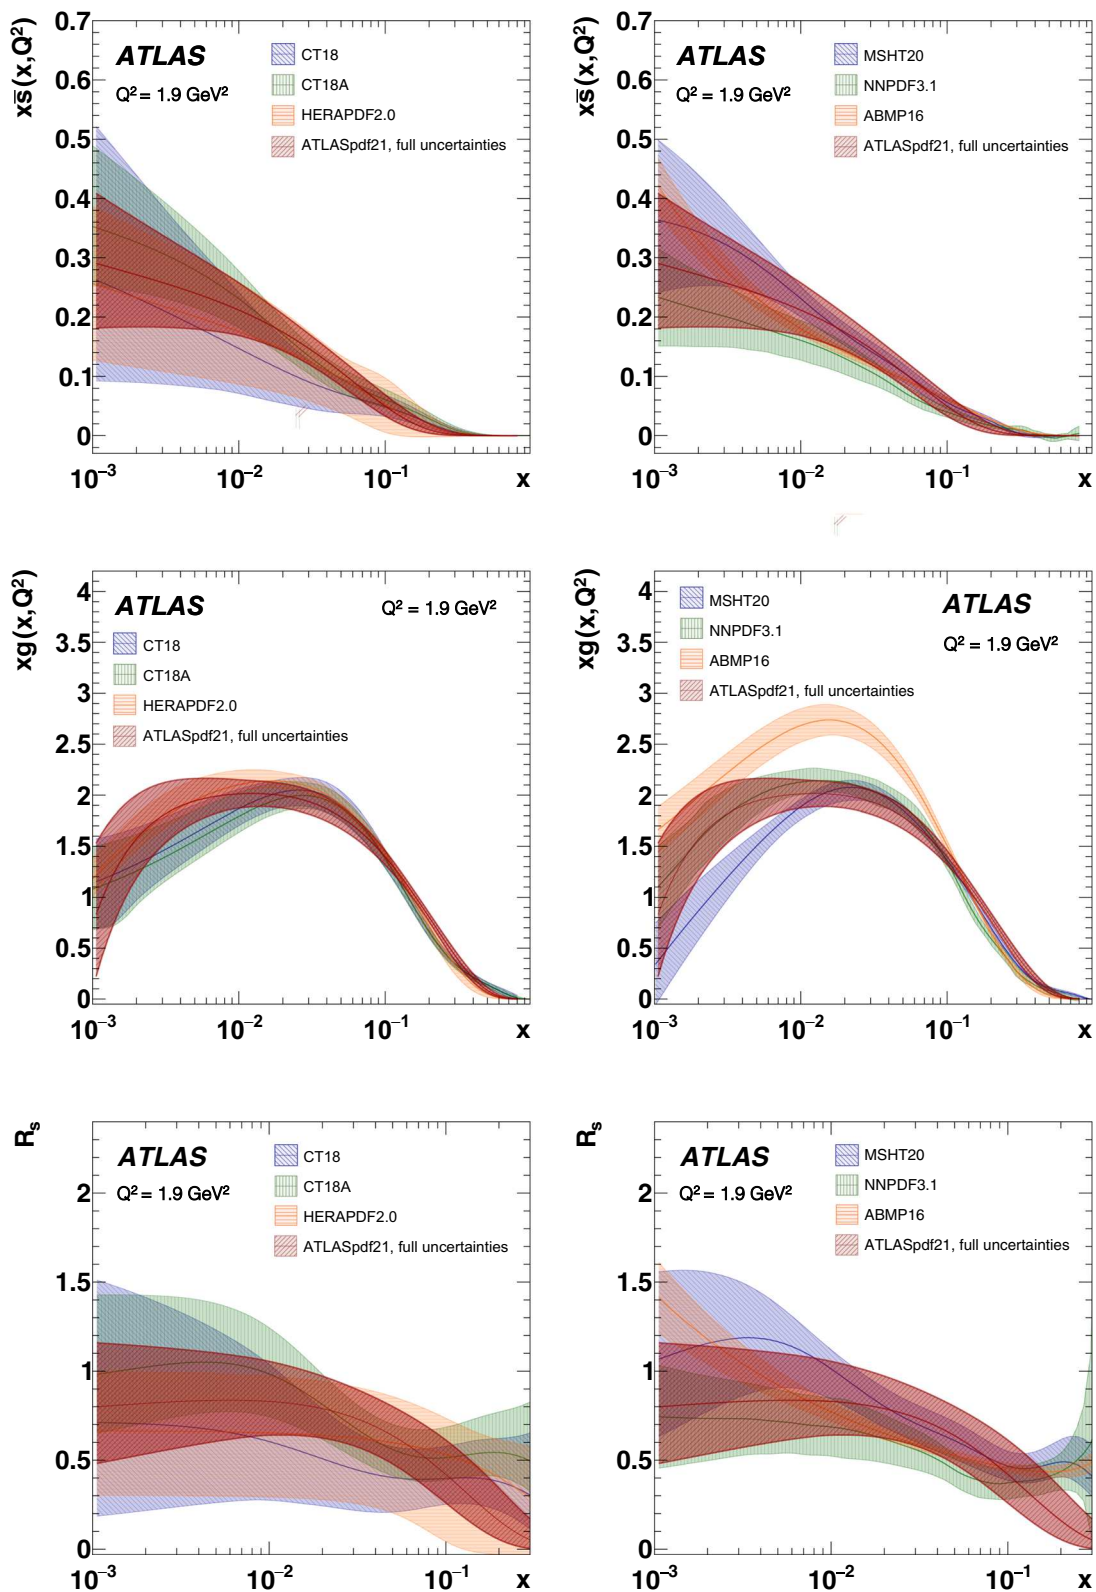 xs̄(x,Q²)
0.7
0.6
0.5
0.4
0.3
0.2
0.1
0
ATLAS
Q² = 1.9 GeV²
CT18
CT18A
HERAPDF2.0
ATLASpdf21, full uncertainties
10⁻³
10⁻²
10⁻¹
x
xs̄(x,Q²)
0.7
0.6
0.5
0.4
0.3
0.2
0.1
0
ATLAS
Q² = 1.9 GeV²
MSHT20
NNPDF3.1
ABMP16
ATLASpdf21, full uncertainties
10⁻³
10⁻²
10⁻¹
x
xg(x,Q²)
4
3.5
3
2.5
2
1.5
1
0.5
0
ATLAS
Q² = 1.9 GeV²
CT18
CT18A
HERAPDF2.0
ATLASpdf21, full uncertainties
10⁻³
10⁻²
10⁻¹
x
xg(x,Q²)
4
3.5
3
2.5
2
1.5
1
0.5
0
MSHT20
NNPDF3.1
ABMP16
ATLASpdf21, full uncertainties
ATLAS
Q² = 1.9 GeV²
10⁻³
10⁻²
10⁻¹
x
Rₛ
2
1.5
1
0.5
0
ATLAS
Q² = 1.9 GeV²
CT18
CT18A
HERAPDF2.0
ATLASpdf21, full uncertainties
10⁻³
10⁻²
10⁻¹
x
Rₛ
2
1.5
1
0.5
0
ATLAS
Q² = 1.9 GeV²
MSHT20
NNPDF3.1
ABMP16
ATLASpdf21, full uncertainties
10⁻³
10⁻²
10⁻¹
x